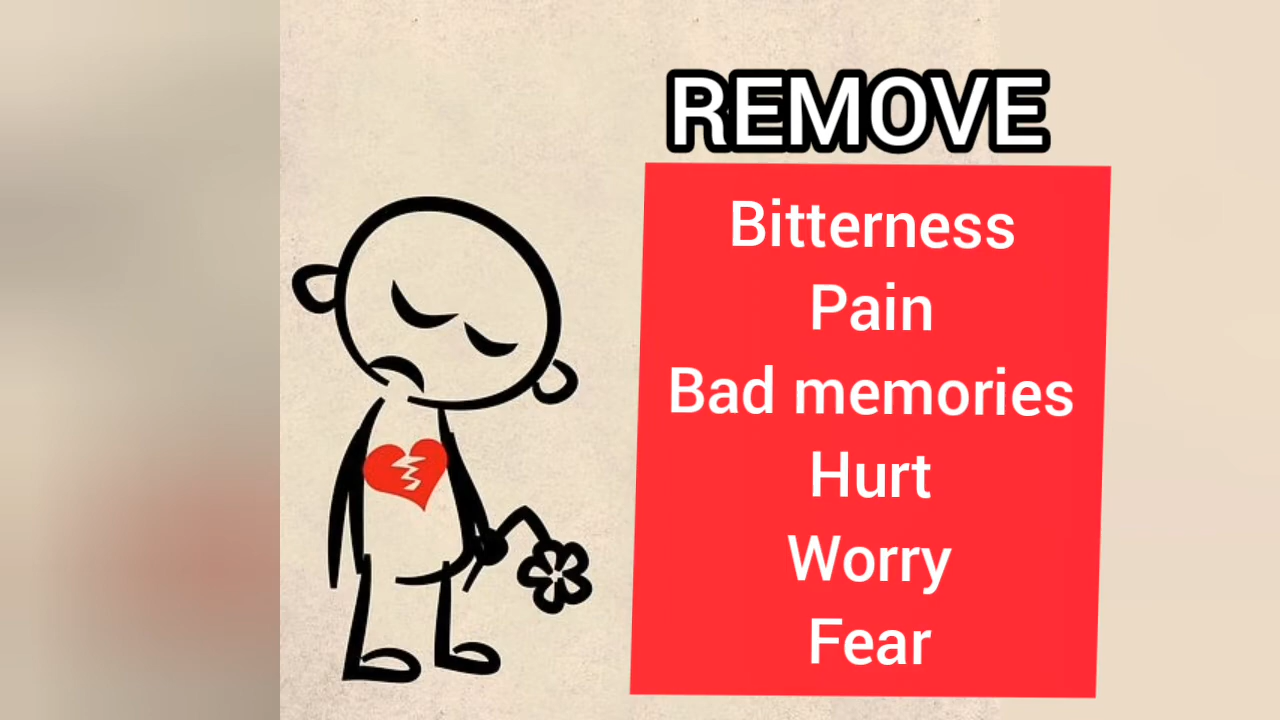 REMOVE
Bitterness
Pain
Bad memories
Hurt
Worry
Fear